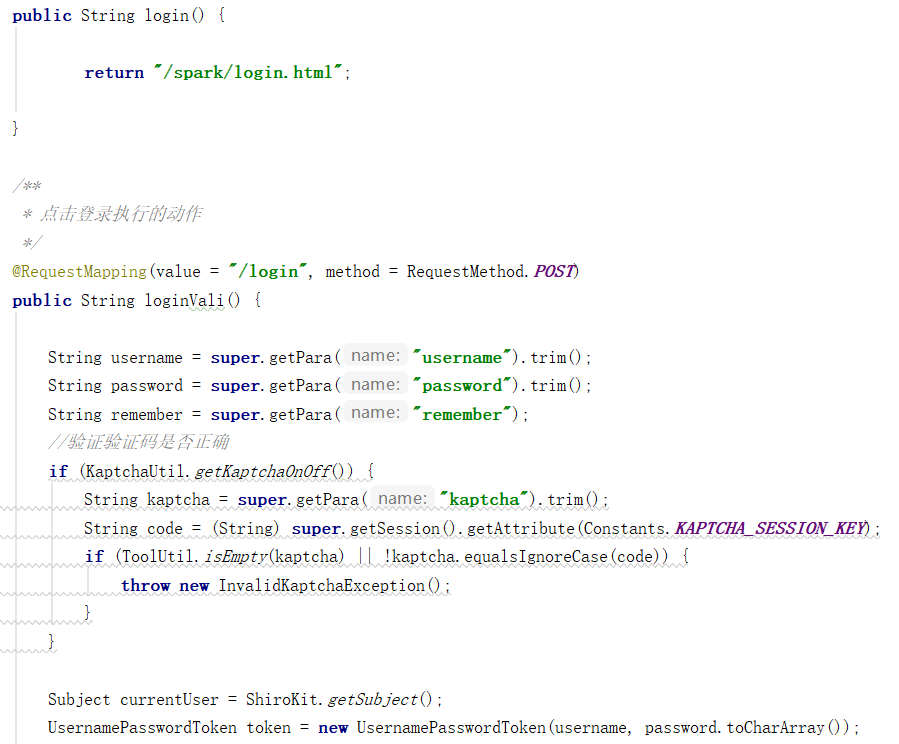 public String login() {
return "/spark/login.html";
}
/**
* 点击登录执行的动作
*/
@RequestMapping(value = "/login", method = RequestMethod.POST)
public String loginVali() {
String username = super.getPara( name: "username").trim();
String password = super.getPara( name: "password").trim();
String remember = super.getPara( name: "remember");
//验证验证码是否正确
if (KaptchaUtil.getKaptchaOnOff()) {
String kaptcha = super.getPara( name: "kaptcha").trim();
String code = (String) super.getSession().getAttribute(Constants.KAPTCHA_SESSION_KEY);
if (ToolUtil.isEmpty(kaptcha) || !kaptcha.equalsIgnoreCase(code)) {
throw new InvalidKaptchaException();
}
}
Subject currentUser = ShiroKit.getSubject();
UsernamePasswordToken token = new UsernamePasswordToken(username, password.toCharArray());